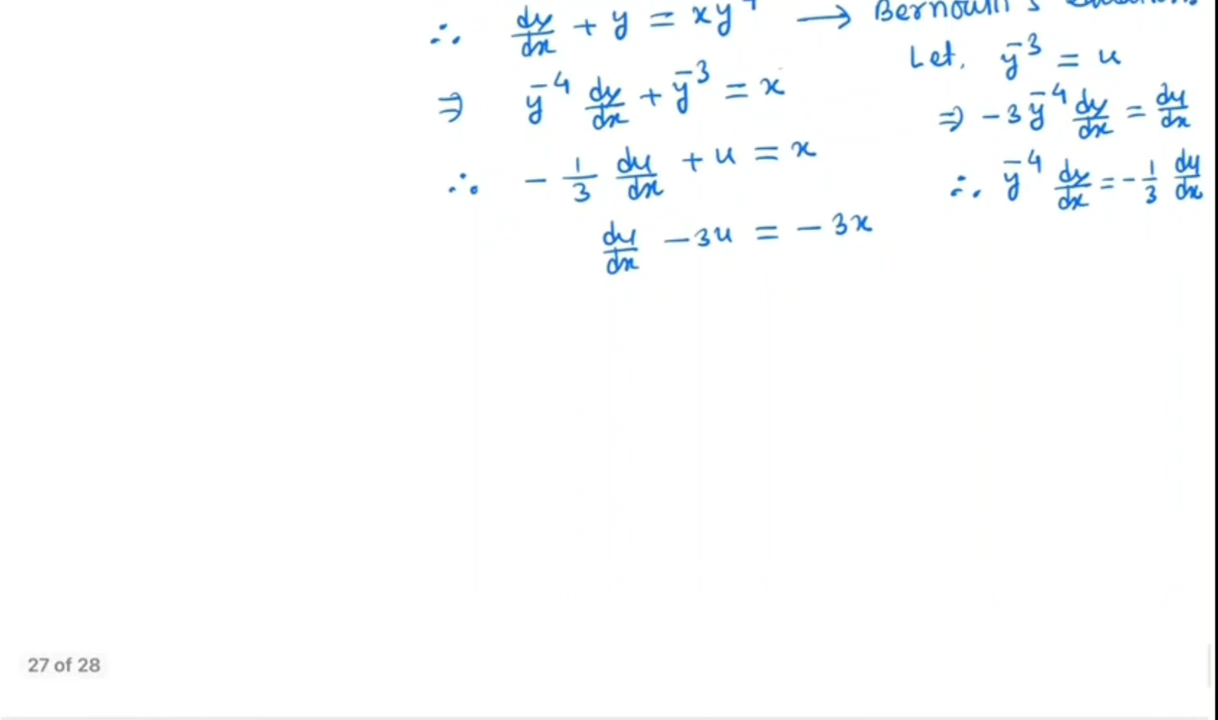 ∴ dy/dx + y = xy⁴ → Bernoulli's
Let, y⁻³ = u
⇒ y⁻⁴ dy/dx + y⁻³ = x
⇒ -3y⁻⁴ dy/dx = du/dx
∴ -1/3 du/dx + u = x
∴ y⁻⁴ dy/dx = -1/3 du/dx
du/dx - 3u = -3x
27 of 28